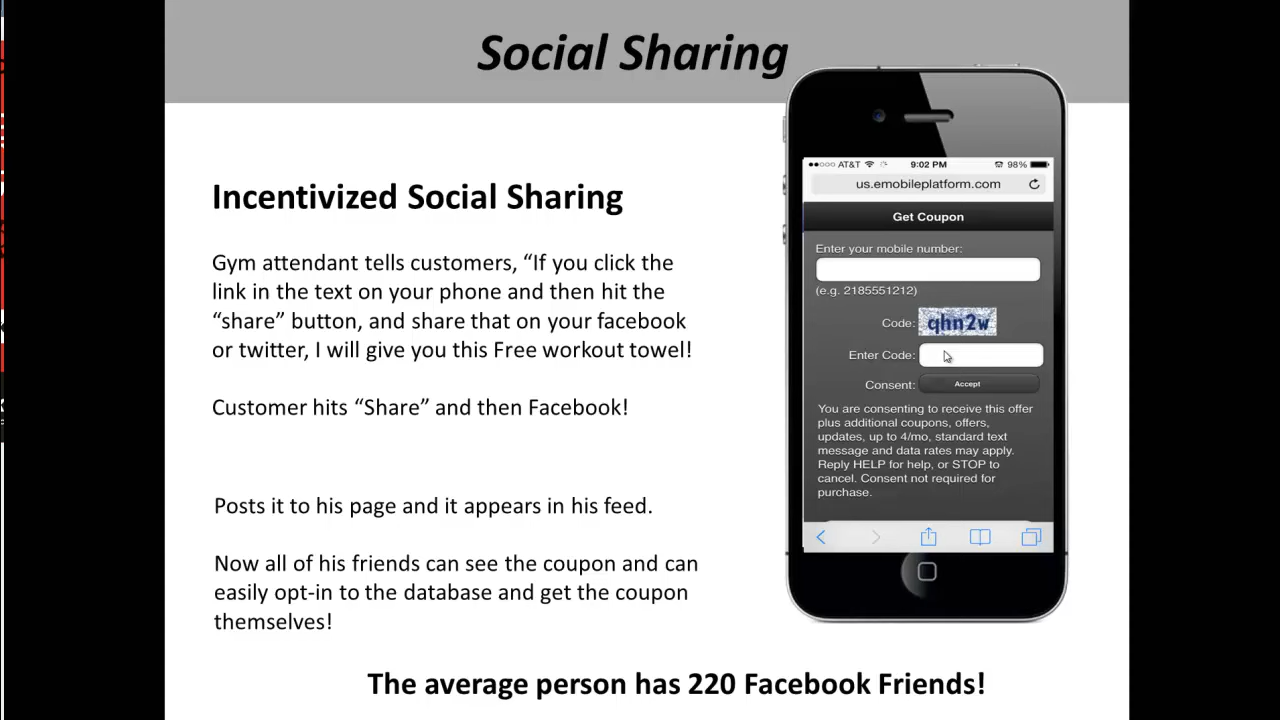 Social Sharing
Incentivized Social Sharing
Gym attendant tells customers, “If you click the
link in the text on your phone and then hit the
“share” button, and share that on your facebook
or twitter, I will give you this Free workout towel!
Customer hits “Share” and then Facebook!
Posts it to his page and it appears in his feed.
Now all of his friends can see the coupon and can
easily opt-in to the database and get the coupon
themselves!
The average person has 220 Facebook Friends!
AT&T 9:02 PM 98%
us.emobileplatform.com
Get Coupon
Enter your mobile number:
(e.g. 2185551212)
Code: qhn2w
Enter Code:
Consent: Accept
You are consenting to receive this offer
plus additional coupons, offers,
updates, up to 4/mo, standard text
message and data rates may apply.
Reply HELP for help, or STOP to
cancel. Consent not required for
purchase.